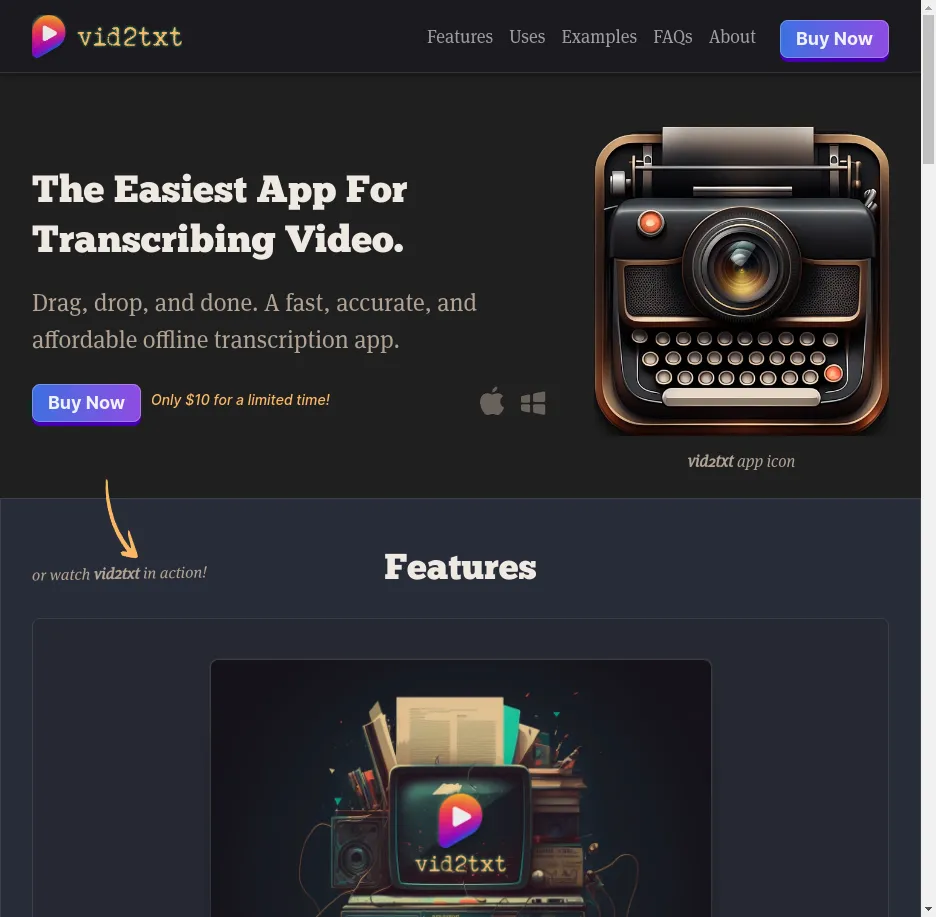 vid2txt
Features Uses Examples FAQs About Buy Now
The Easiest App For
Transcribing Video.
Drag, drop, and done. A fast, accurate, and
affordable offline transcription app.
Buy Now Only $10 for a limited time!
vid2txt app icon
or watch vid2txt in action!
Features
vid2txt